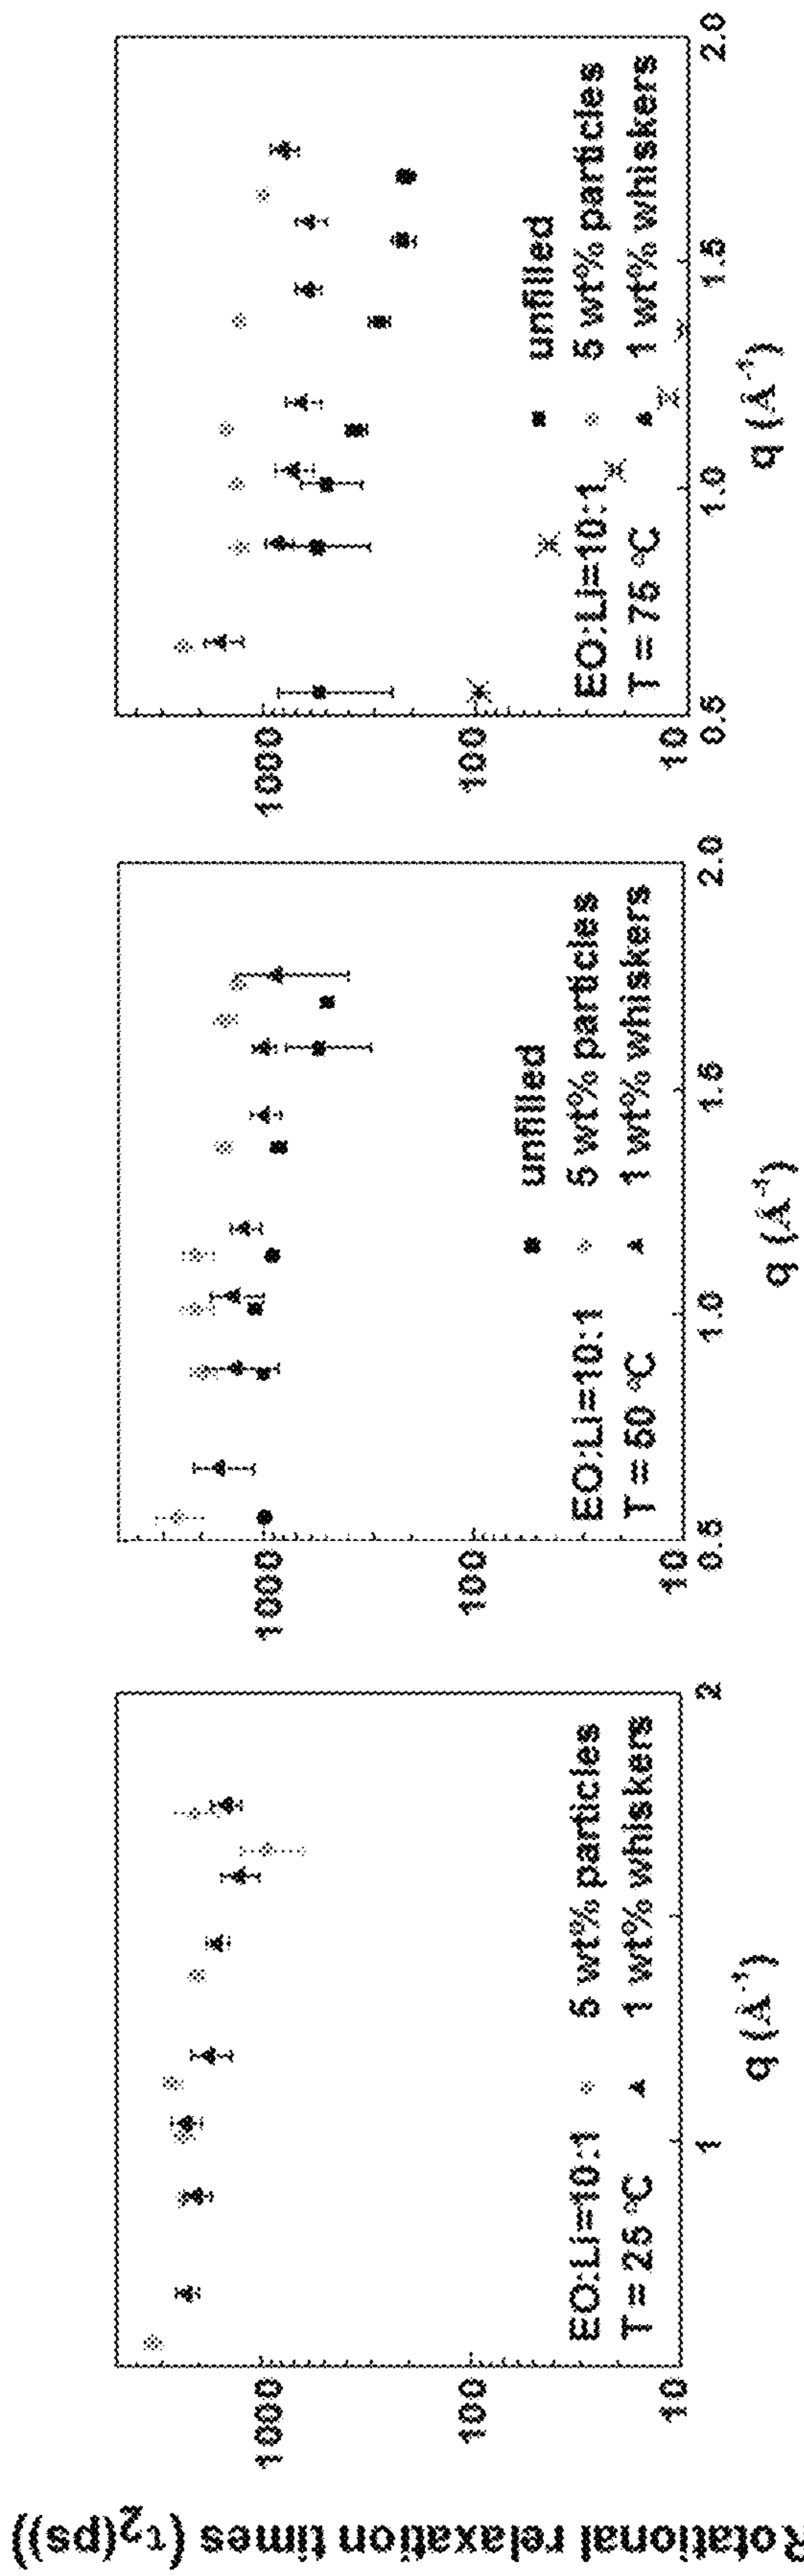 Rotational relaxation times (τ₂(ps))
1000
100
10
EO:Li=10:1
T = 25 °C
5 wt% particles
1 wt% whiskers
1
2
q (Å⁻¹)
1000
100
10
unfilled
EO:Li=10:1
5 wt% particles
T = 50 °C
1 wt% whiskers
0.5
1.0
1.5
2.0
q (Å⁻¹)
1000
100
10
unfilled
EO:Li=10:1
5 wt% particles
T = 75 °C
1 wt% whiskers
0.5
1.0
1.5
2.0
q (Å⁻¹)